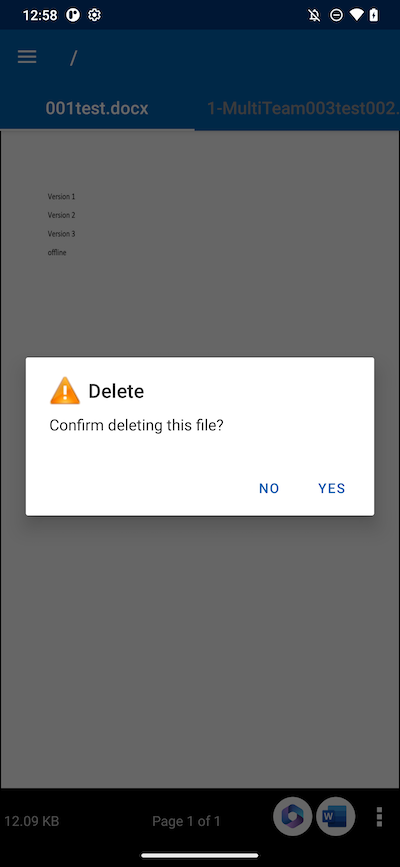 12:58
/
001test.docx
1-MultiTeam003test002.
Version 1
Version 2
Version 3
offline
Delete
Confirm deleting this file?
NO
YES
12.09 KB
Page 1 of 1
W